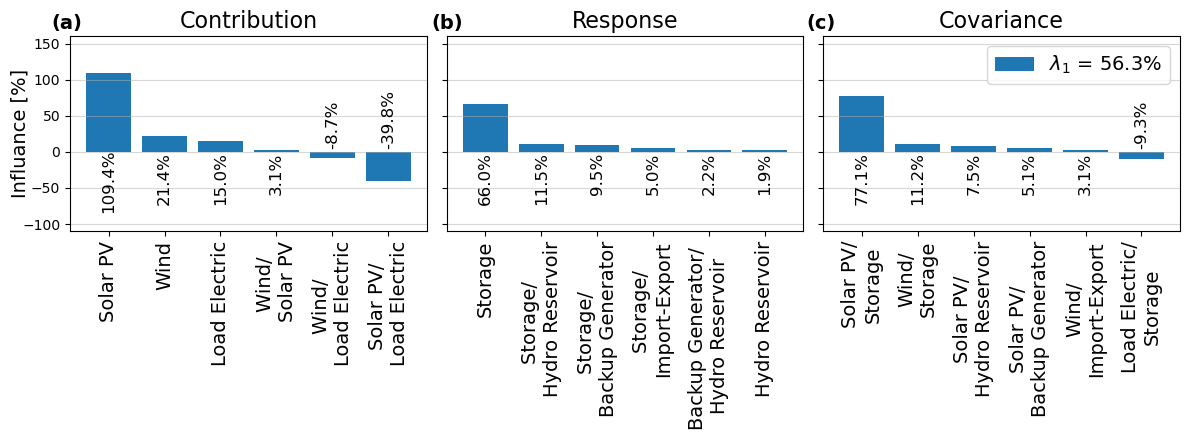 (a) Contribution
(b) Response
(c) Covariance
Influance [%]
150
100
50
0
−50
−100
109.4%
21.4%
15.0%
3.1%
-8.7%
-39.8%
Solar PV
Wind
Load Electric
Wind/
Solar PV
Wind/
Load Electric
Solar PV/
Load Electric
66.0%
11.5%
9.5%
5.0%
2.2%
1.9%
Storage
Storage/
Hydro Reservoir
Storage/
Backup Generator
Storage/
Import-Export
Backup Generator/
Hydro Reservoir
Hydro Reservoir
λ₁ = 56.3%
77.1%
11.2%
7.5%
5.1%
3.1%
-9.3%
Solar PV/
Storage
Wind/
Storage
Solar PV/
Hydro Reservoir
Solar PV/
Backup Generator
Wind/
Import-Export
Load Electric/
Storage